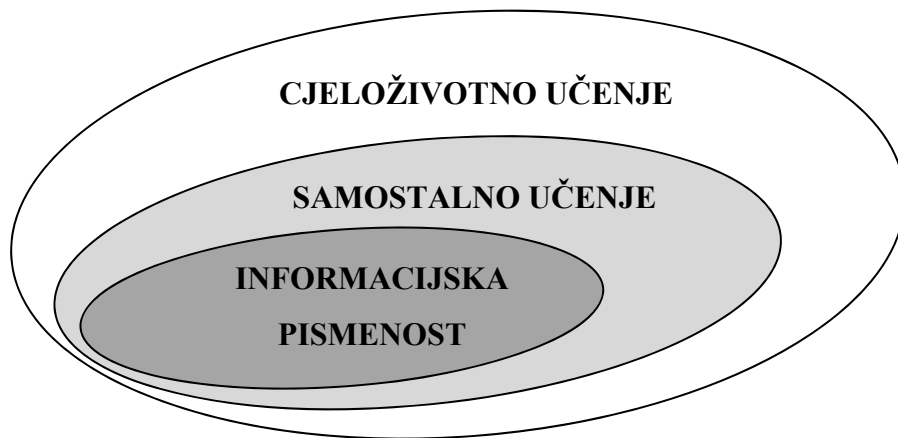 CJELOŽIVOTNO UČENJE
SAMOSTALNO UČENJE
INFORMACIJSKA
PISMENOST